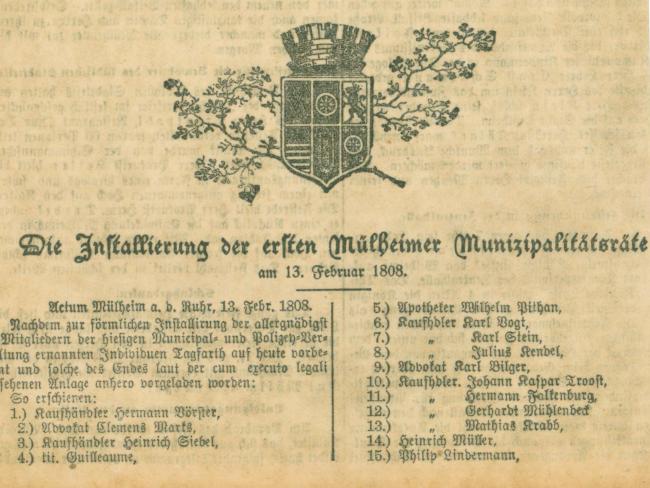 Die Installierung der ersten Mülheimer Munizipalitätsräte
am 13. Februar 1808.
Actum Mülheim a. d. Ruhr, 13. Febr. 1808.
Nachdem zur förmlichen Installirung der allergnädigst
Mitgliedern der hiesigen Municipal- und Polizey-Ver-
ltung ernannten Individuen Tagfarth auf heute vorbe-
nt und solche des Endes laut der cum executo legali
sehenen Anlage anhero vorgeladen worden:
So erschienen:
1.) Kaufhändler Hermann Vörster,
2.) Advokat Clemens Marks,
3.) Kaufhändler Heinrich Siebel,
4.) tit. Guilleaume,
5.) Apotheker Wilhelm Pithan,
6.) Kaufhdler Karl Vogt,
7.) „ Karl Stein,
8.) „ Julius Kendel,
9.) Advokat Karl Bilger,
10.) Kaufhdler. Johann Kaspar Troost,
11.) „ Hermann Falkenburg,
12.) „ Gerhardt Mühlenbeck
13.) „ Mathias Krabb,
14.) Heinrich Müller,
15.) Philip Lindermann,